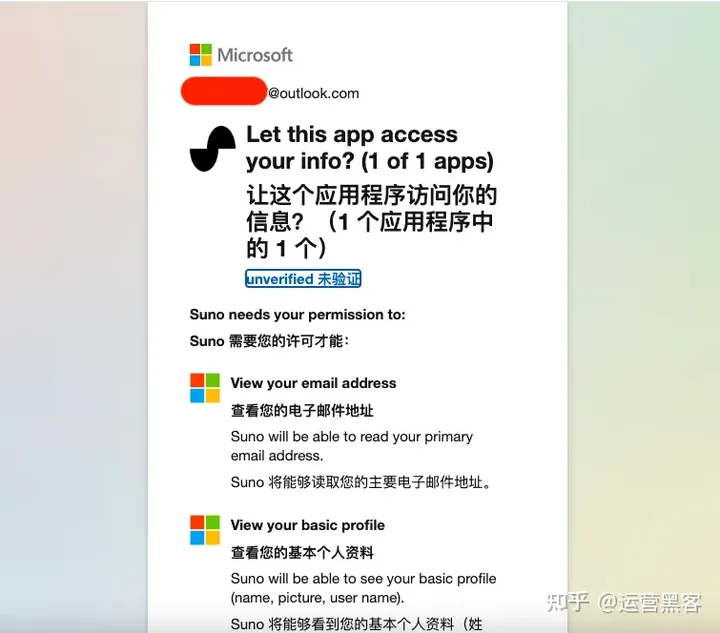 Microsoft
@outlook.com
Let this app access
your info? (1 of 1 apps)
让这个应用程序访问你的
信息？（1 个应用程序中
的 1 个）
unverified 未验证
Suno needs your permission to:
Suno 需要您的许可才能：
View your email address
查看您的电子邮件地址
Suno will be able to read your primary
email address.
Suno 将能够读取您的主要电子邮件地址。
View your basic profile
查看您的基本个人资料
Suno will be able to see your basic profile
(name, picture, user name).
Suno 将能够看到您的基本个人资料（姓
知乎 @运营黑客